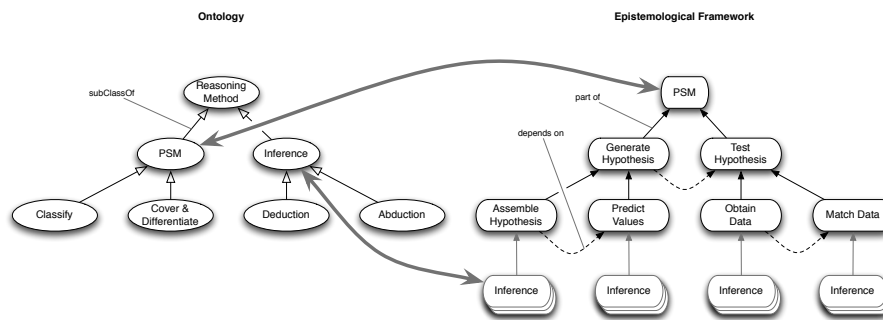 Ontology
Epistemological Framework
Reasoning
Method
subClassOf
PSM
part of
depends on
PSM
Inference
Generate
Hypothesis
Test
Hypothesis
Classify
Cover &
Differentiate
Deduction
Abduction
Assemble
Hypothesis
Predict
Values
Obtain
Data
Match Data
Inference
Inference
Inference
Inference